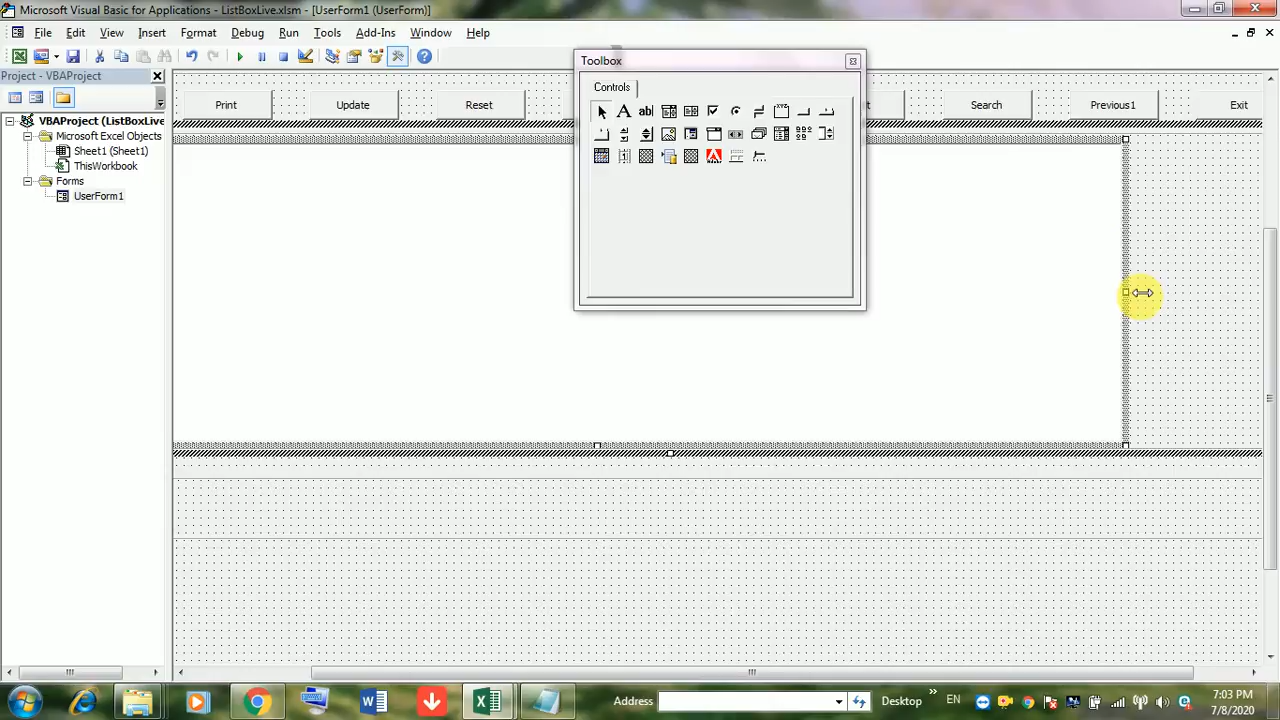 Microsoft Visual Basic for Applications - ListBoxLive.xlsm - [UserForm1 (UserForm)]
File Edit View Insert Format Debug Run Tools Add-Ins Window Help
Project - VBAProject
Toolbox
Controls
Print Update Reset Search Previous1 Exit
VBAProject (ListBoxLive
Microsoft Excel Objects
Sheet1 (Sheet1)
ThisWorkbook
Forms
UserForm1
Address Desktop EN
7:03 PM
7/8/2020